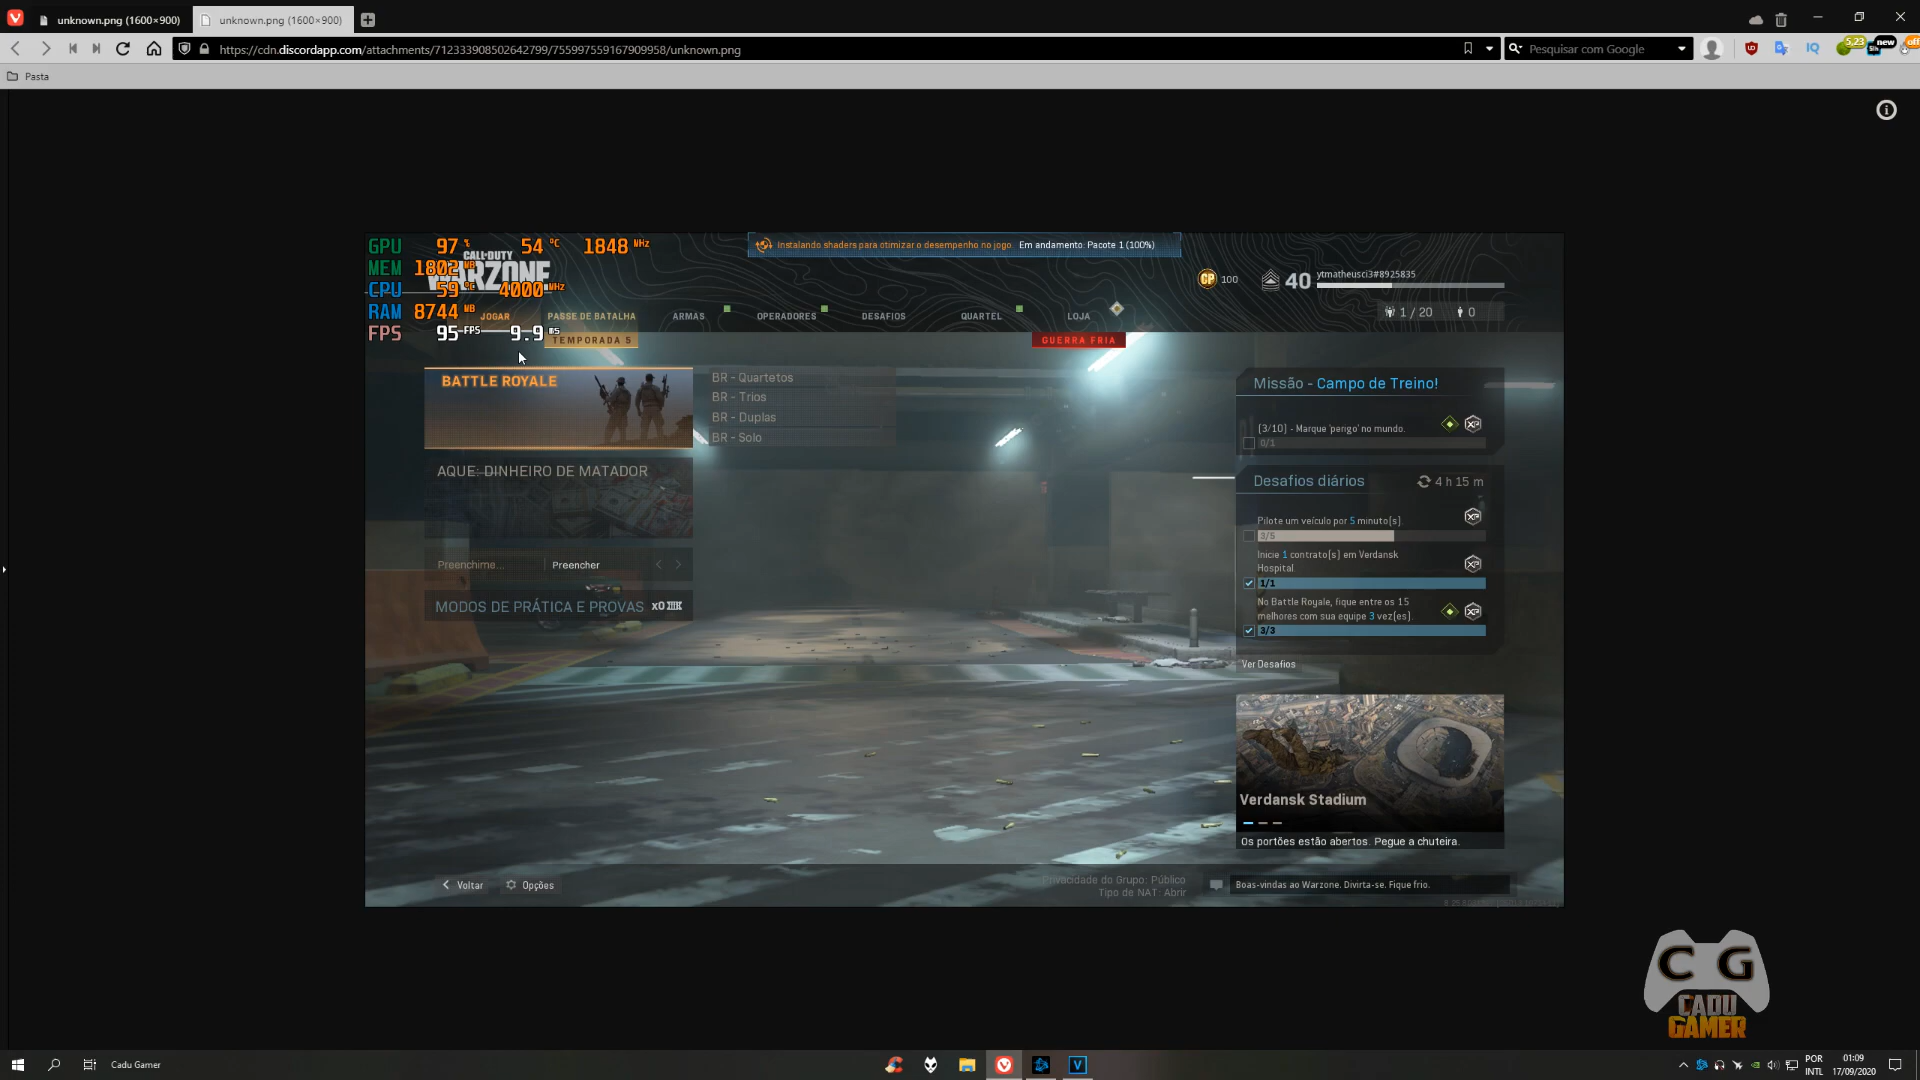 unknown.png (1600×900)
unknown.png (1600×900)
https://cdn.discordapp.com/attachments/712333908502642799/755997559167909958/unknown.png
Pesquisar com Google
IQ
5,23
new
off
Pasta
GPU 97 % 54 °C 1848 MHz
MEM 1802 MB
CPU 59 °C 4000 MHz
RAM 8744 MB
FPS 95 FPS 9.9 ms
CALL·DUTY
WARZONE
Instalando shaders para otimizar o desempenho no jogo Em andamento: Pacote 1 (100%)
CP 100
40 ytmatheusci3#8925835
1 / 20 0
JOGAR
PASSE DE BATALHA
ARMAS
OPERADORES
DESAFIOS
QUARTEL
LOJA
TEMPORADA 5
GUERRA FRIA
BATTLE ROYALE
BR - Quartetos
BR - Trios
BR - Duplas
BR - Solo
AQUE: DINHEIRO DE MATADOR
Preenchime... Preencher
MODOS DE PRÁTICA E PROVAS
Missão - Campo de Treino!
[3/10] - Marque 'perigo' no mundo.
0/1
Desafios diários 4 h 15 m
Pilote um veículo por 5 minuto(s).
3/5
Inicie 1 contrato(s) em Verdansk
Hospital.
1/1
No Battle Royale, fique entre os 15
melhores com sua equipe 3 vez(es).
3/3
Ver Desafios
Verdansk Stadium
Os portões estão abertos. Pegue a chuteira.
Voltar
Opções
Privacidade do Grupo: Público
Tipo de NAT: Abrir
Boas-vindas ao Warzone. Divirta-se. Fique frio.
C G
CADU
GAMER
Cadu Gamer
POR
INTL
01:09
17/09/2020